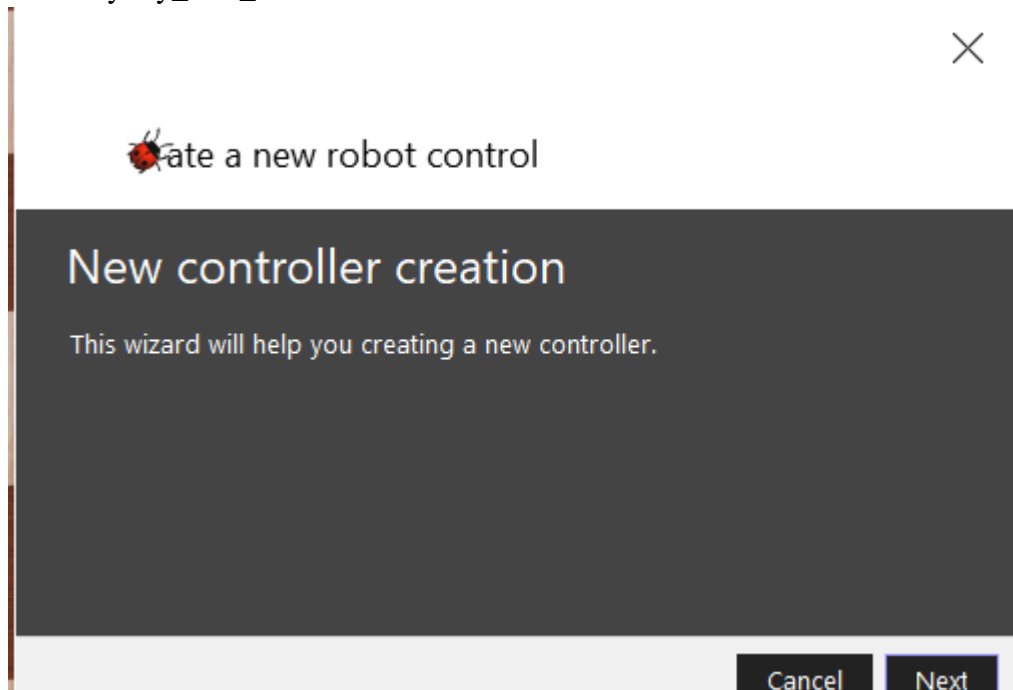 ate a new robot control
New controller creation
This wizard will help you creating a new controller.
Cancel Next